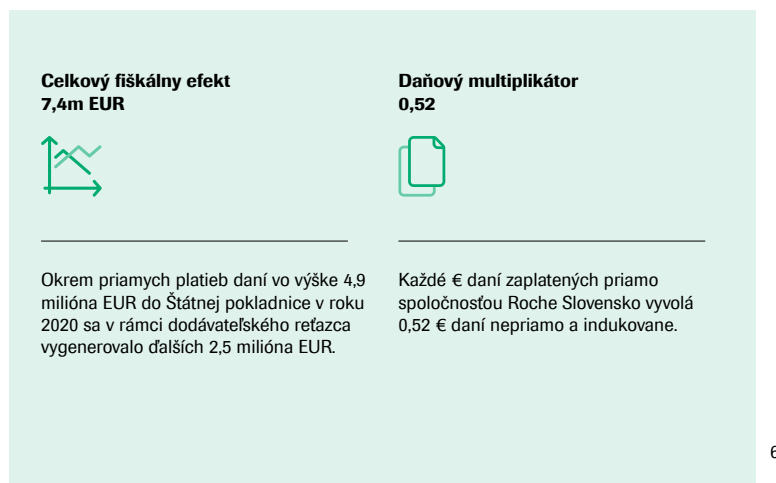 Celkový fiškálny efekt
7,4m EUR
Okrem priamych platieb daní vo výške 4,9
milióna EUR do Štátnej pokladnice v roku
2020 sa v rámci dodávateľského reťazca
vygenerovalo ďalších 2,5 milióna EUR.
Daňový multiplikátor
0,52
Každé € daní zaplatených priamo
spoločnosťou Roche Slovensko vyvolá
0,52 € daní nepriamo a indukovane.
6